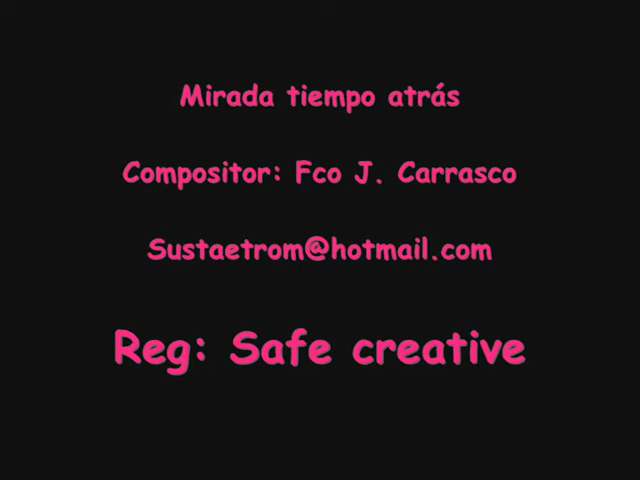 Mirada tiempo atrás
Compositor: Fco J. Carrasco
Sustaetrom@hotmail.com
Reg: Safe creative